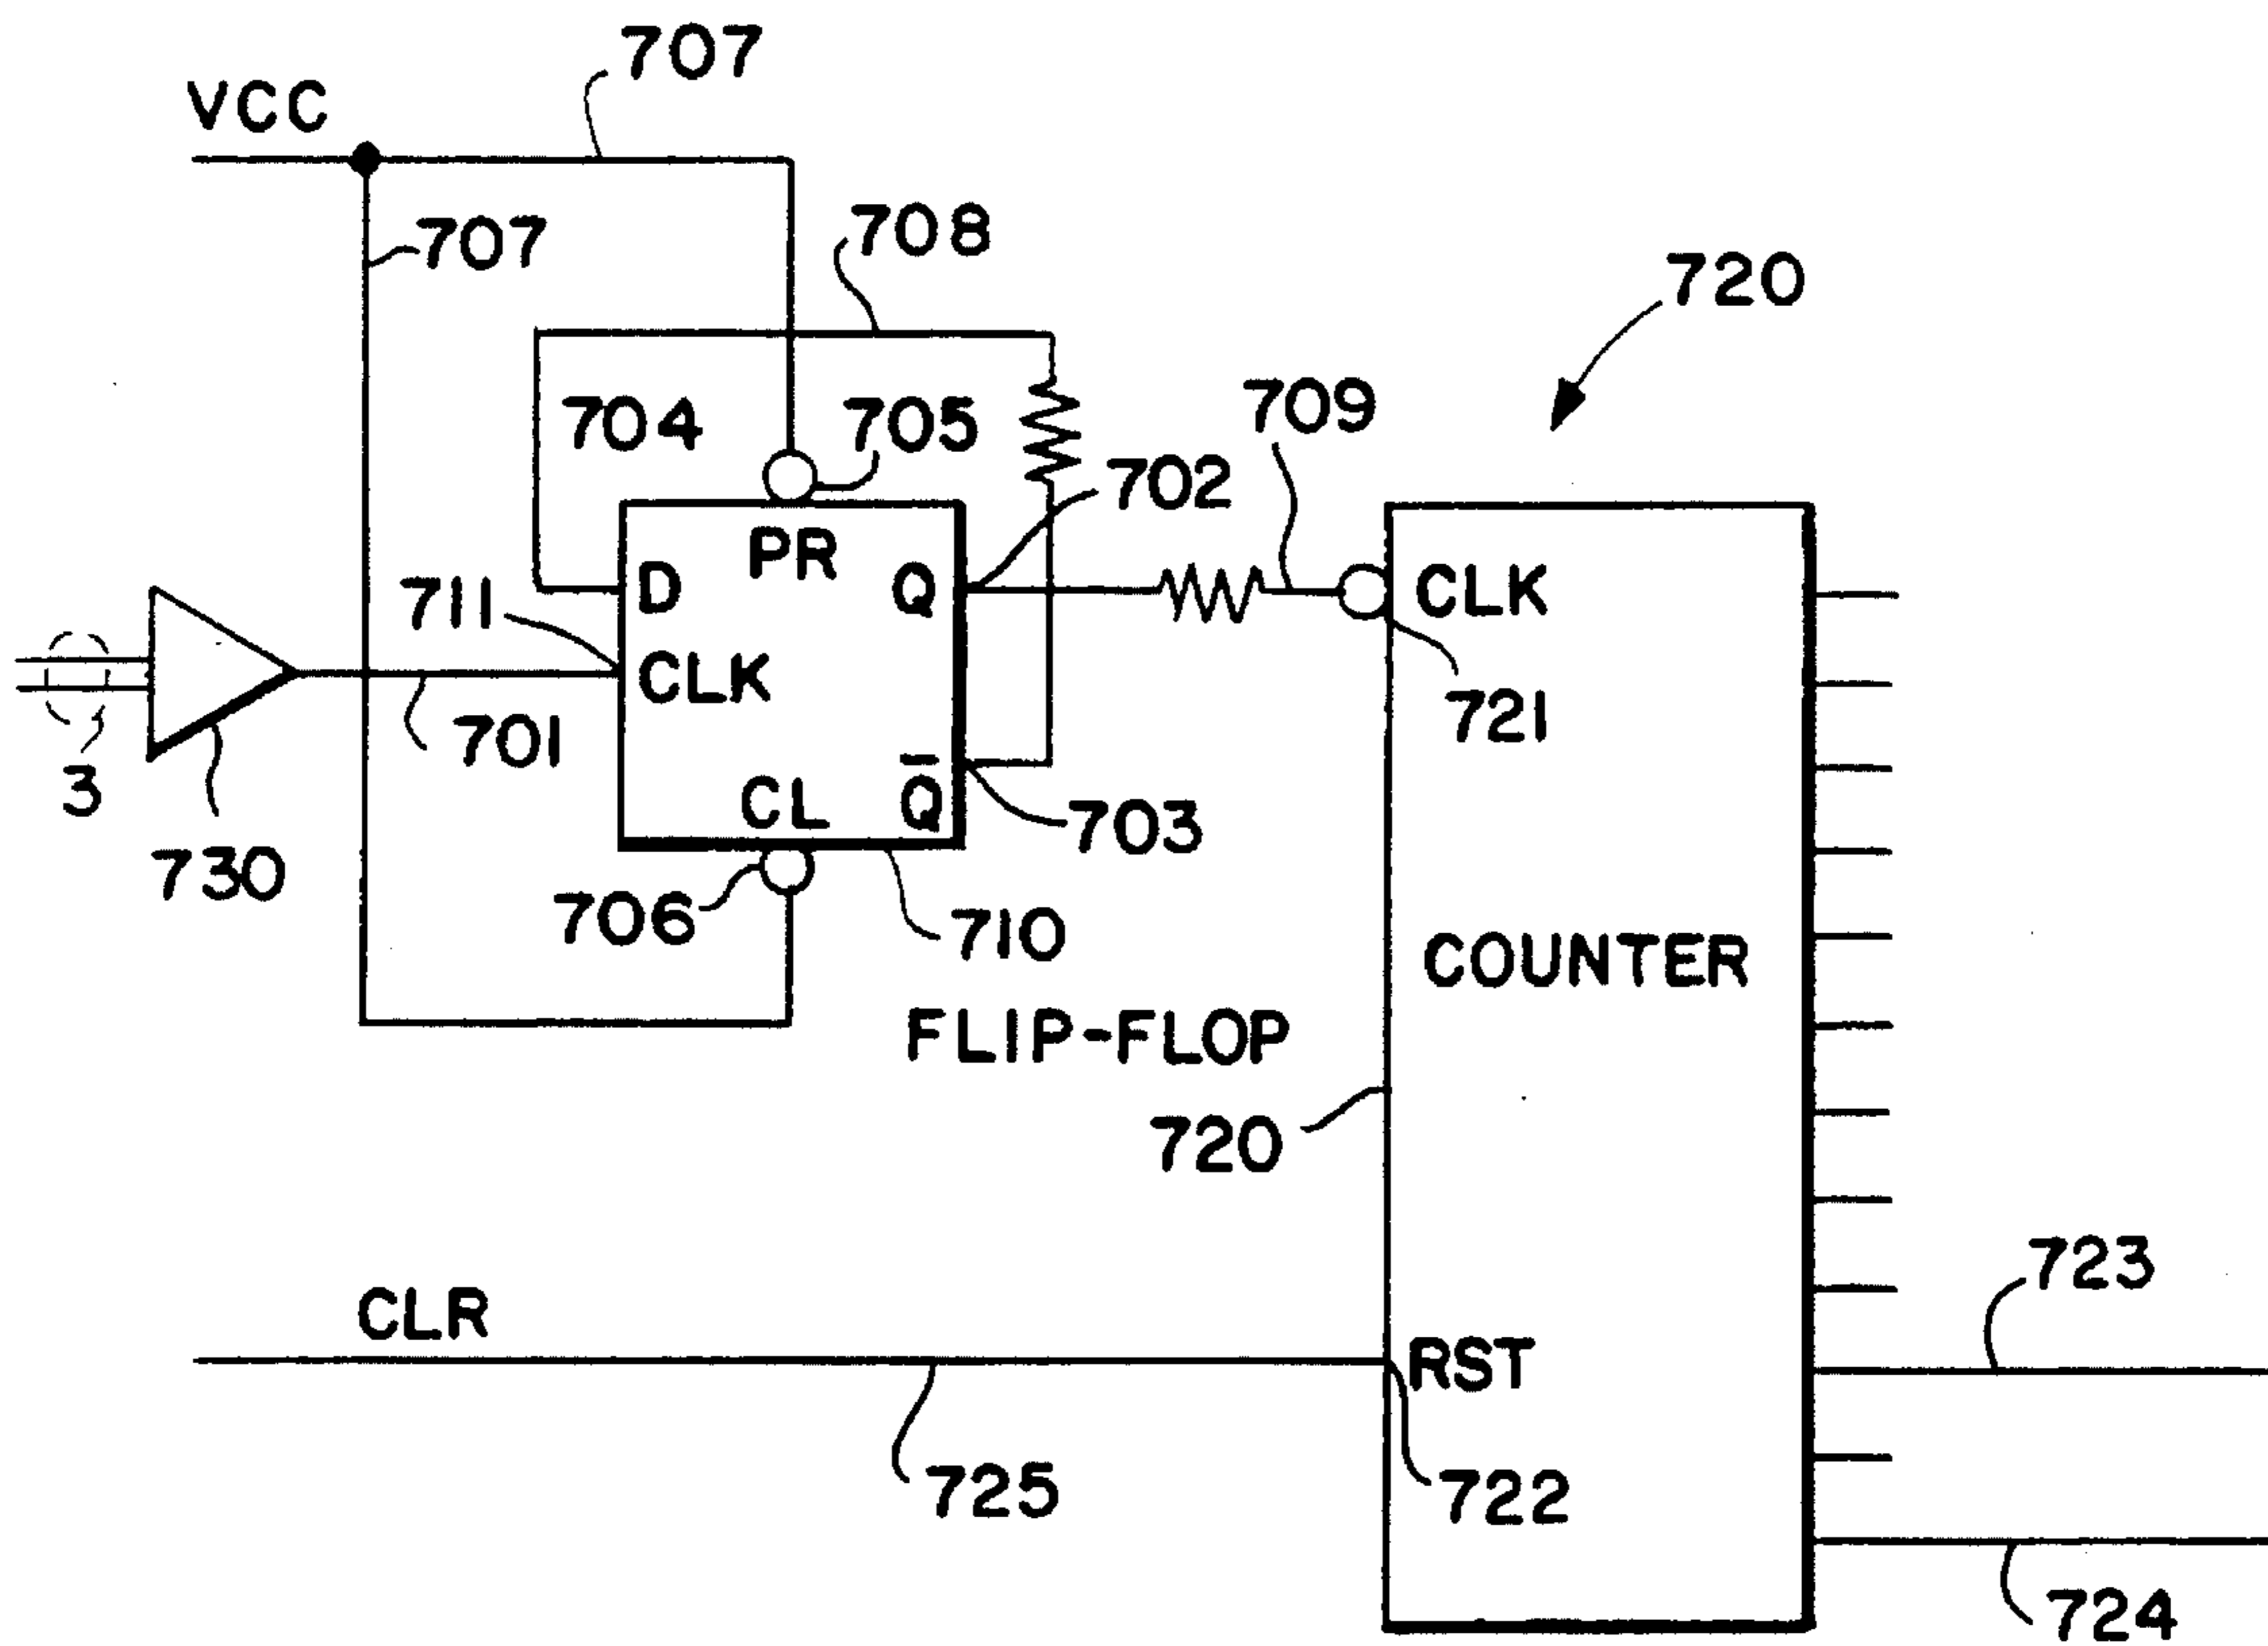 707
VCC
707
708
720
704
705
709
702
PR
D
Q
CLK
711
CLK
721
701
3
CL
Q̅
703
730
706
710
COUNTER
FLIP-FLOP
720
723
CLR
RST
725
722
724